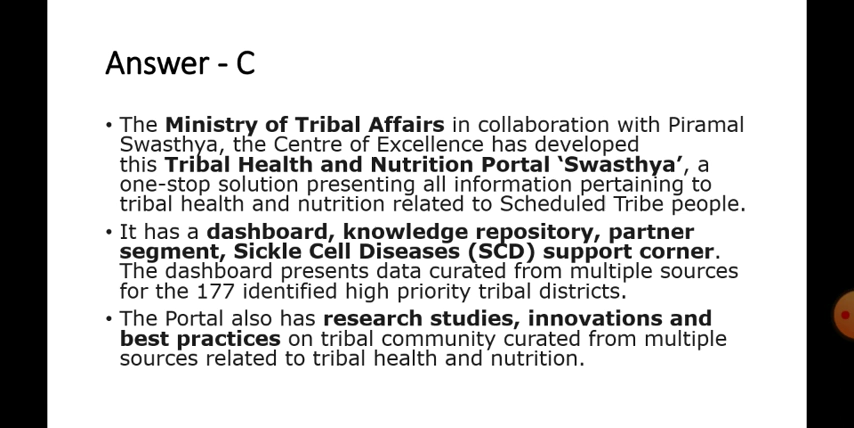 Answer - C
• The Ministry of Tribal Affairs in collaboration with Piramal
Swasthya, the Centre of Excellence has developed
this Tribal Health and Nutrition Portal ‘Swasthya’, a
one-stop solution presenting all information pertaining to
tribal health and nutrition related to Scheduled Tribe people.
• It has a dashboard, knowledge repository, partner
segment, Sickle Cell Diseases (SCD) support corner.
The dashboard presents data curated from multiple sources
for the 177 identified high priority tribal districts.
• The Portal also has research studies, innovations and
best practices on tribal community curated from multiple
sources related to tribal health and nutrition.